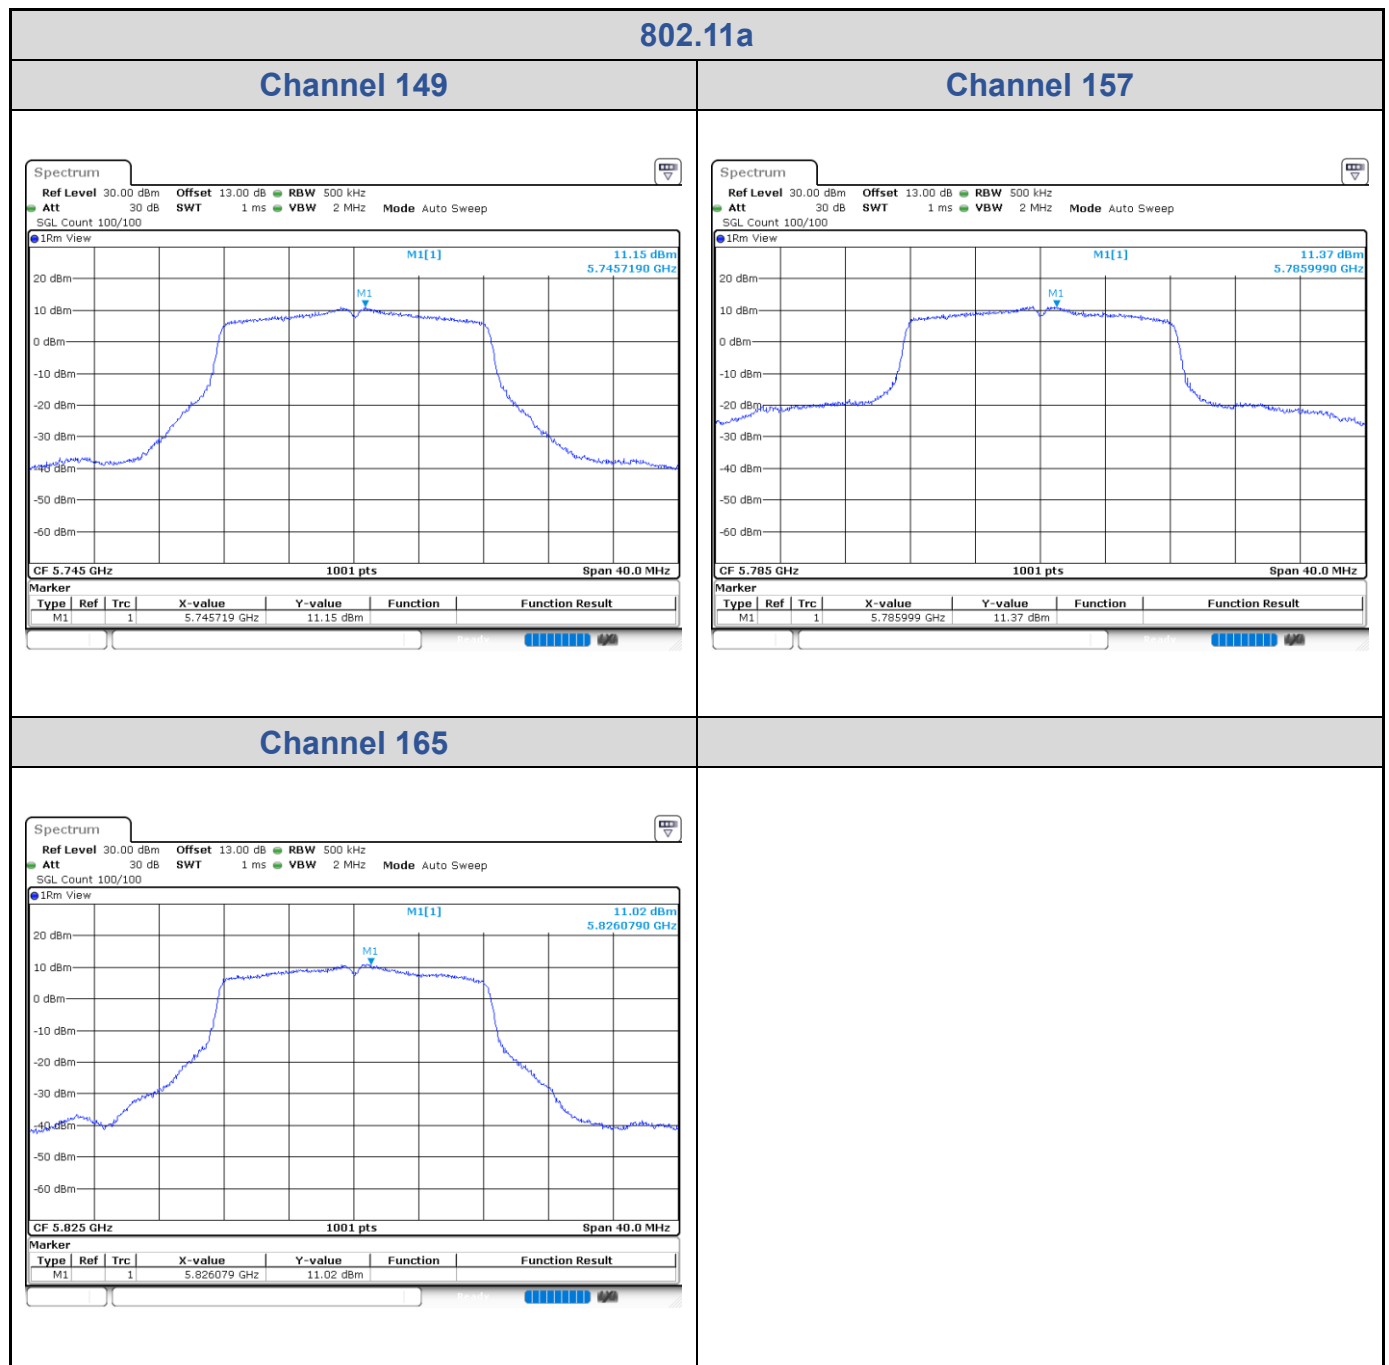 802.11a
Channel 149 Channel 157
Spectrum
Ref Level 30.00 dBm Offset 13.00 dB RBW 500 kHz
Att 30 dB SWT 1 ms VBW 2 MHz Mode Auto Sweep
SGL Count 100/100
1Rm View
M1[1] 11.15 dBm
5.7457190 GHz
M1
20 dBm
10 dBm
0 dBm
-10 dBm
-20 dBm
-30 dBm
-40 dBm
-50 dBm
-60 dBm
CF 5.745 GHz 1001 pts Span 40.0 MHz
Marker
Type Ref Trc X-value Y-value Function Function Result
M1 1 5.745719 GHz 11.15 dBm
Spectrum
Ref Level 30.00 dBm Offset 13.00 dB RBW 500 kHz
Att 30 dB SWT 1 ms VBW 2 MHz Mode Auto Sweep
SGL Count 100/100
1Rm View
M1[1] 11.37 dBm
5.7859990 GHz
M1
20 dBm
10 dBm
0 dBm
-10 dBm
-20 dBm
-30 dBm
-40 dBm
-50 dBm
-60 dBm
CF 5.785 GHz 1001 pts Span 40.0 MHz
Marker
Type Ref Trc X-value Y-value Function Function Result
M1 1 5.785999 GHz 11.37 dBm
Channel 165
Spectrum
Ref Level 30.00 dBm Offset 13.00 dB RBW 500 kHz
Att 30 dB SWT 1 ms VBW 2 MHz Mode Auto Sweep
SGL Count 100/100
1Rm View
M1[1] 11.02 dBm
5.8260790 GHz
M1
20 dBm
10 dBm
0 dBm
-10 dBm
-20 dBm
-30 dBm
-40 dBm
-50 dBm
-60 dBm
CF 5.825 GHz 1001 pts Span 40.0 MHz
Marker
Type Ref Trc X-value Y-value Function Function Result
M1 1 5.826079 GHz 11.02 dBm